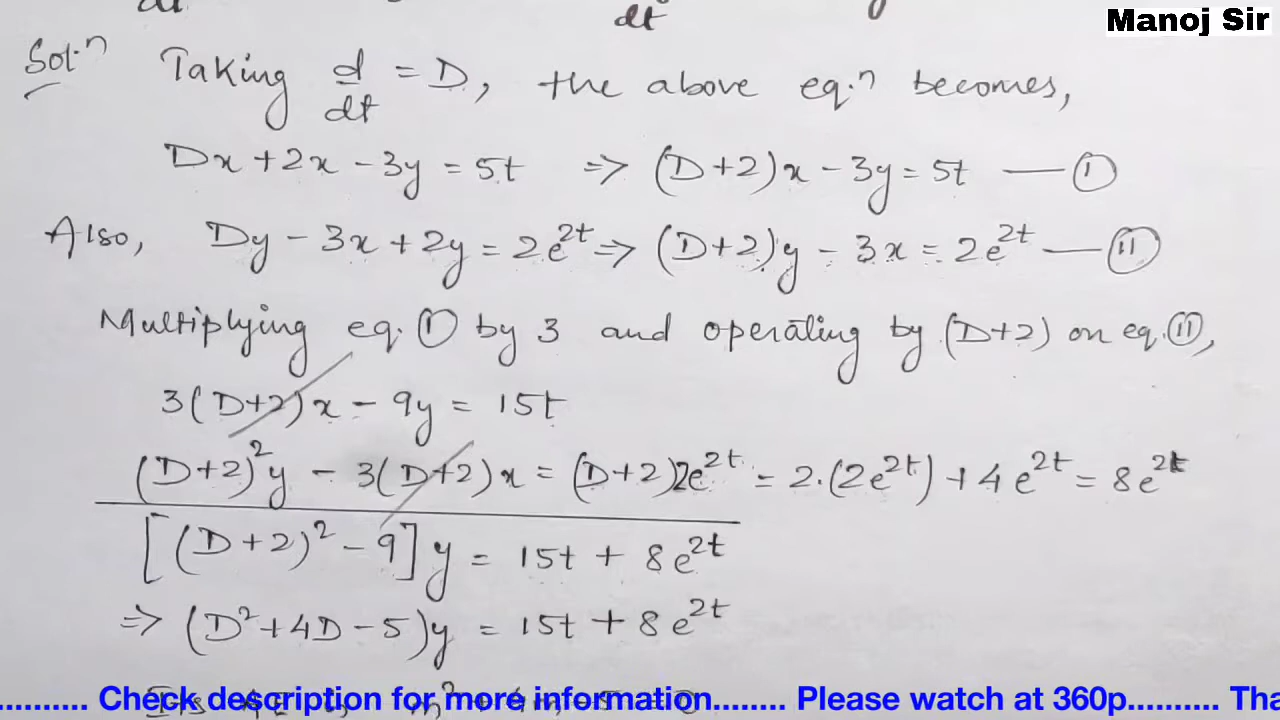 dt
Manoj Sir
Sol.n Taking d/dt = D, the above eq.n becomes,
Dx + 2x - 3y = 5t => (D+2)x - 3y = 5t — (I)
Also, Dy - 3x + 2y = 2e^2t => (D+2)y - 3x = 2e^2t — (II)
Multiplying eq. (I) by 3 and operating by (D+2) on eq. (II),
3(D+2)x - 9y = 15t
(D+2)^2 y - 3(D+2)x = (D+2)2e^2t = 2.(2e^2t) + 4e^2t = 8e^2t
[(D+2)^2 - 9]y = 15t + 8e^2t
=> (D^2 + 4D - 5)y = 15t + 8e^2t
.......... Check description for more information........ Please watch at 360p.......... Tha